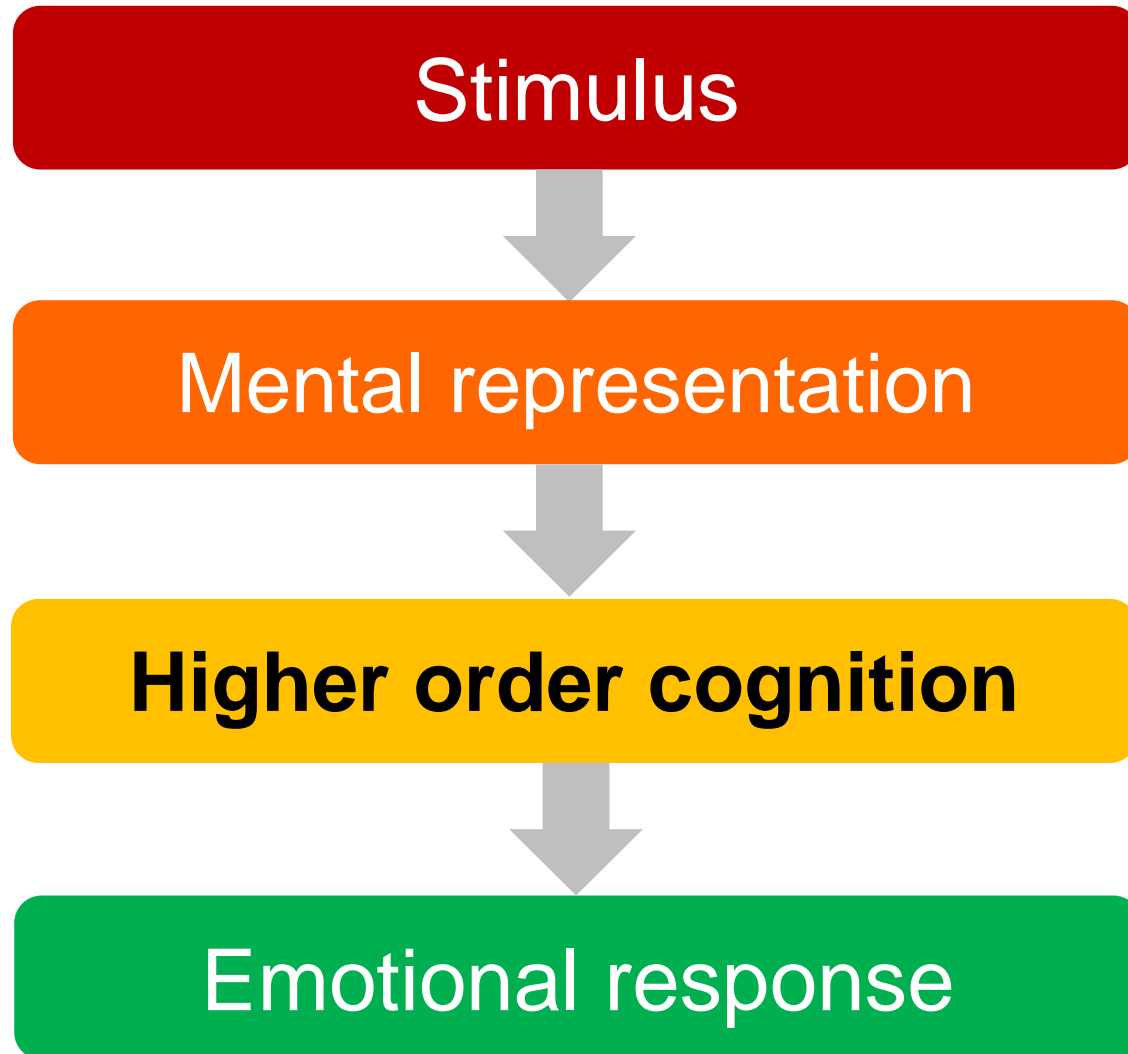 Stimulus
Mental representation
Higher order cognition
Emotional response